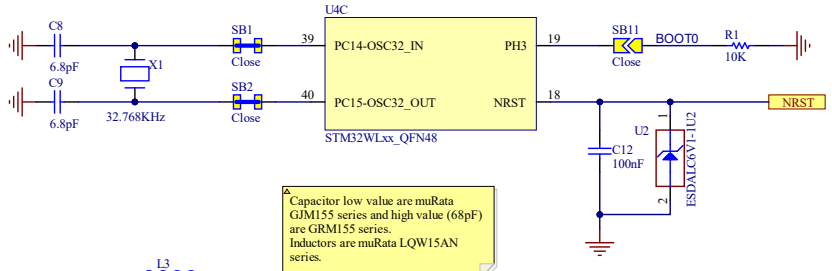 U4C
C8
6.8pF
X1
C9
6.8pF
32.768KHz
SB1
Close
SB2
Close
39
PC14-OSC32_IN
40
PC15-OSC32_OUT
PH3
19
NRST
18
STM32WLxx_QFN48
SB11
Close
BOOT0
R1
10K
NRST
C12
100nF
U2
1
2
ESDALC6V1-1U2
Capacitor low value are muRata
GJM155 series and high value (68pF)
are GRM155 series.
Inductors are muRata LQW15AN
series.
L3